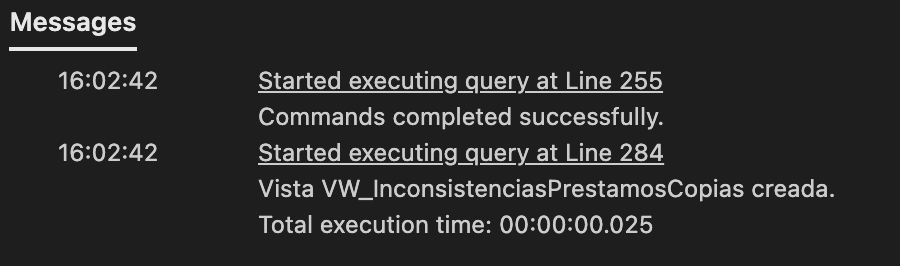 Messages
16:02:42 Started executing query at Line 255
Commands completed successfully.
16:02:42 Started executing query at Line 284
Vista VW_InconsistenciasPrestamosCopias creada.
Total execution time: 00:00:00.025